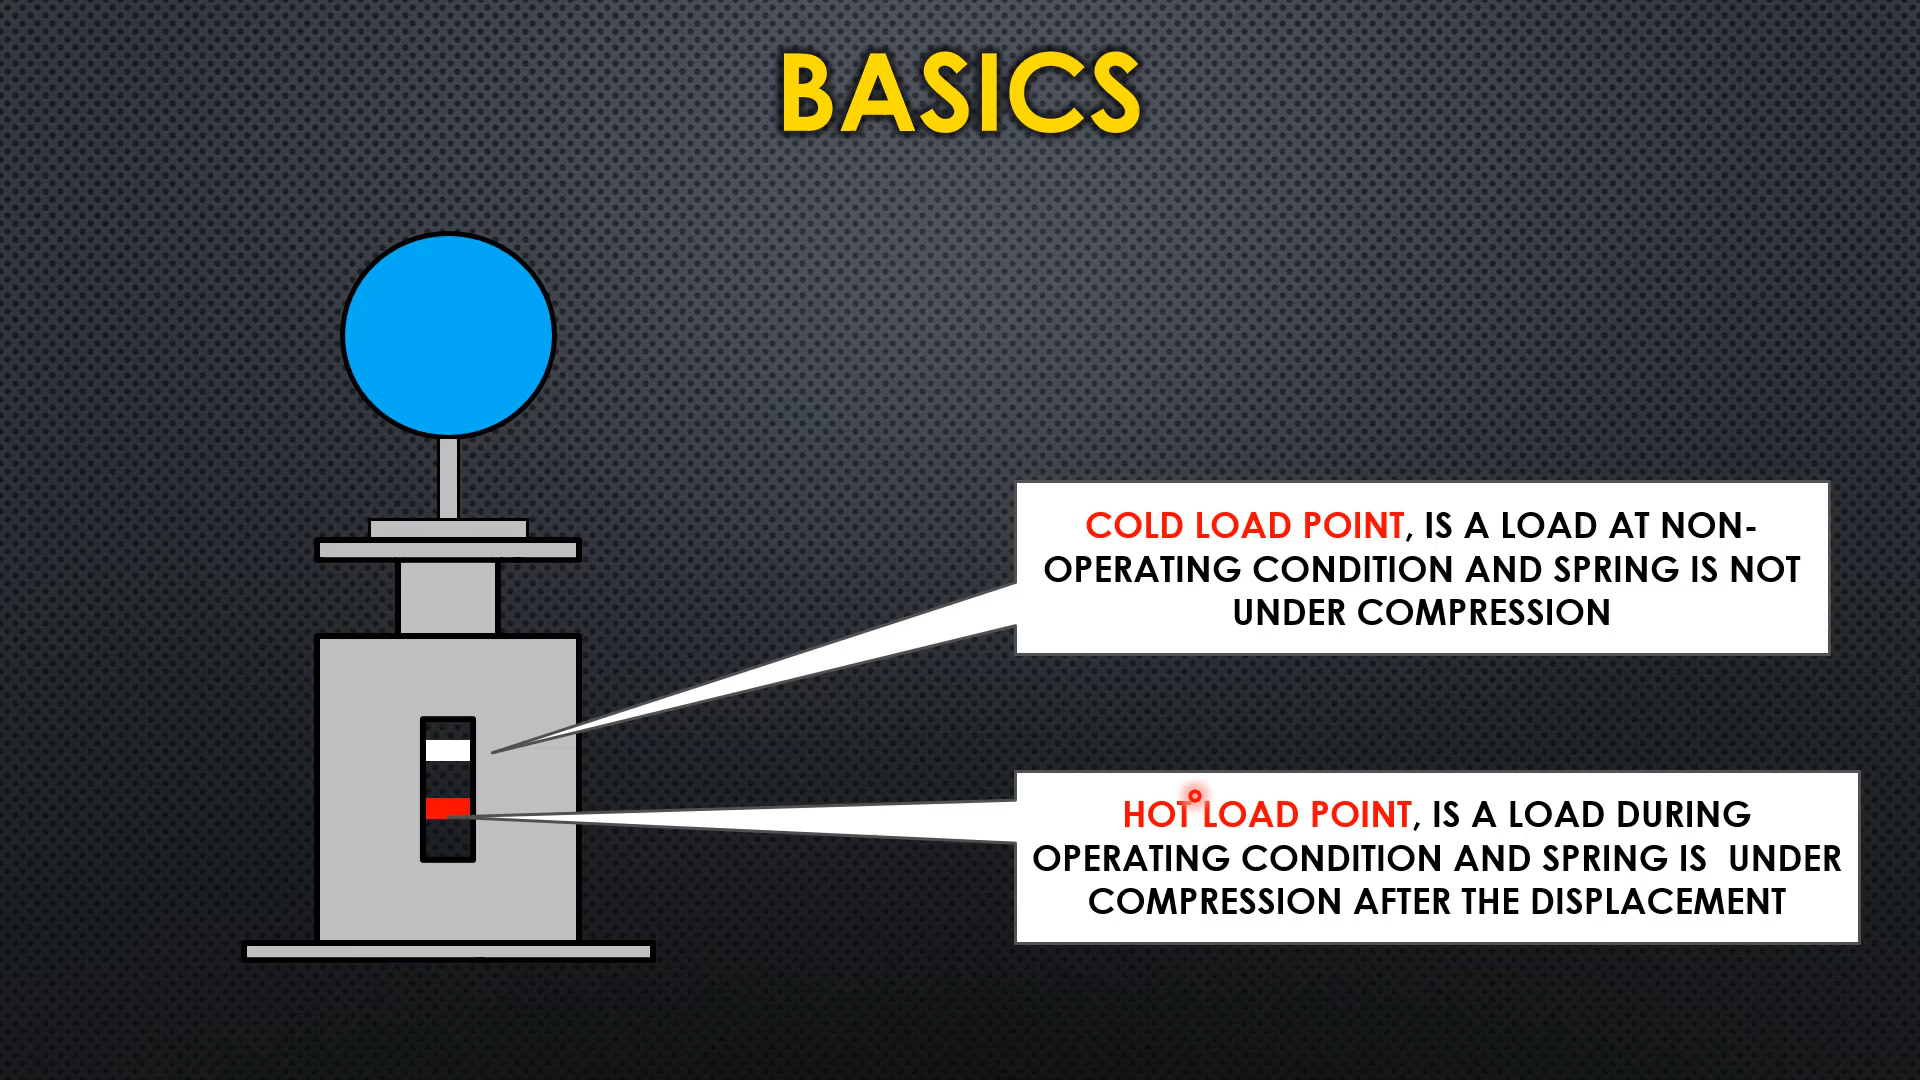 BASICS
COLD LOAD POINT, IS A LOAD AT NON-
OPERATING CONDITION AND SPRING IS NOT
UNDER COMPRESSION
HOT LOAD POINT, IS A LOAD DURING
OPERATING CONDITION AND SPRING IS  UNDER
COMPRESSION AFTER THE DISPLACEMENT